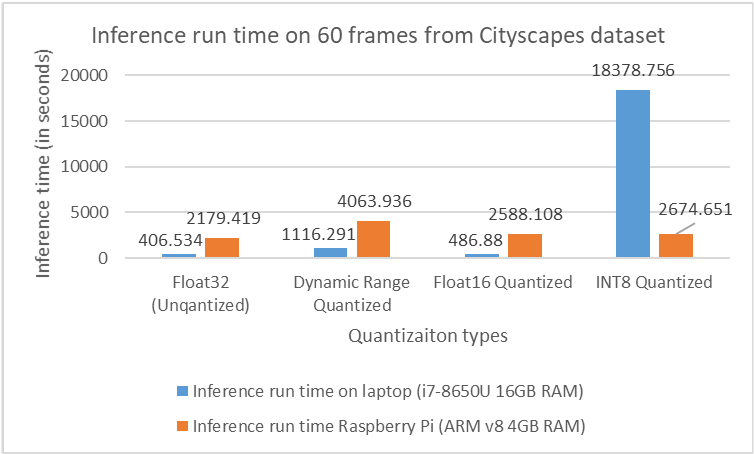 Inference run time on 60 frames from Cityscapes dataset
Inference time (in seconds)
20000
15000
10000
5000
0
406.534
2179.419
1116.291
4063.936
486.88
2588.108
18378.756
2674.651
Float32
(Unqantized)
Dynamic Range
Quantized
Float16 Quantized
INT8 Quantized
Quantizaiton types
Inference run time on laptop (i7-8650U 16GB RAM)
Inference run time Raspberry Pi (ARM v8 4GB RAM)